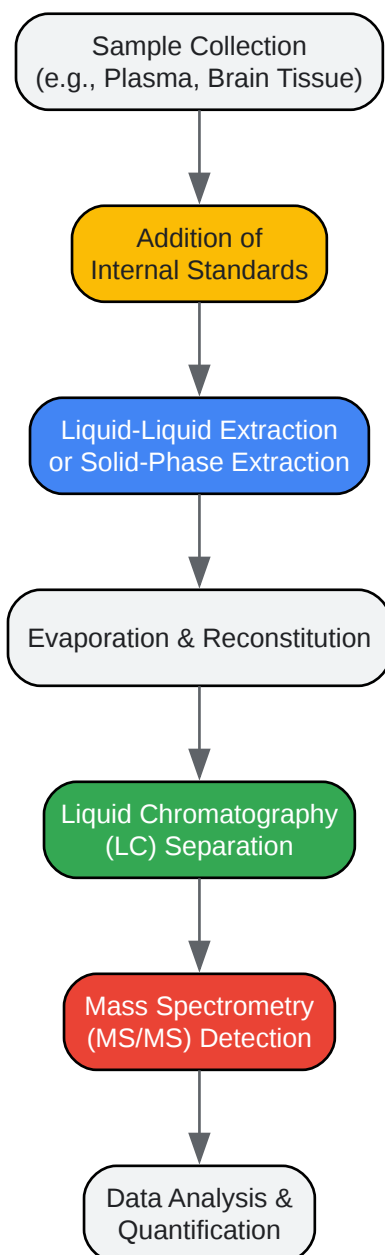 Sample Collection
(e.g., Plasma, Brain Tissue)
Addition of
Internal Standards
Liquid-Liquid Extraction
or Solid-Phase Extraction
Evaporation & Reconstitution
Liquid Chromatography
(LC) Separation
Mass Spectrometry
(MS/MS) Detection
Data Analysis &
Quantification